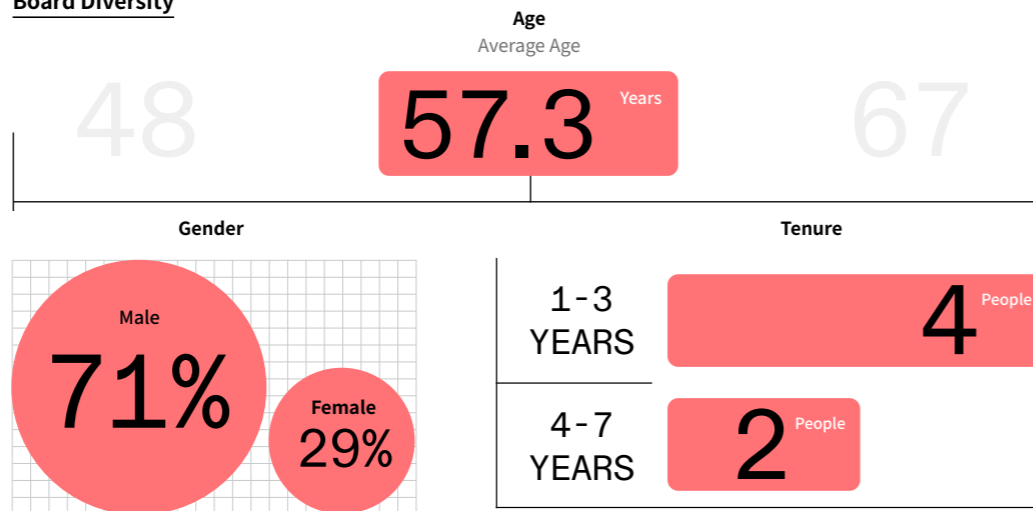 Board Diversity
Age
Average Age
48
57.3 Years
67
Gender
Tenure
Male
71%
Female
29%
1-3
YEARS
4 People
4-7
YEARS
2 People